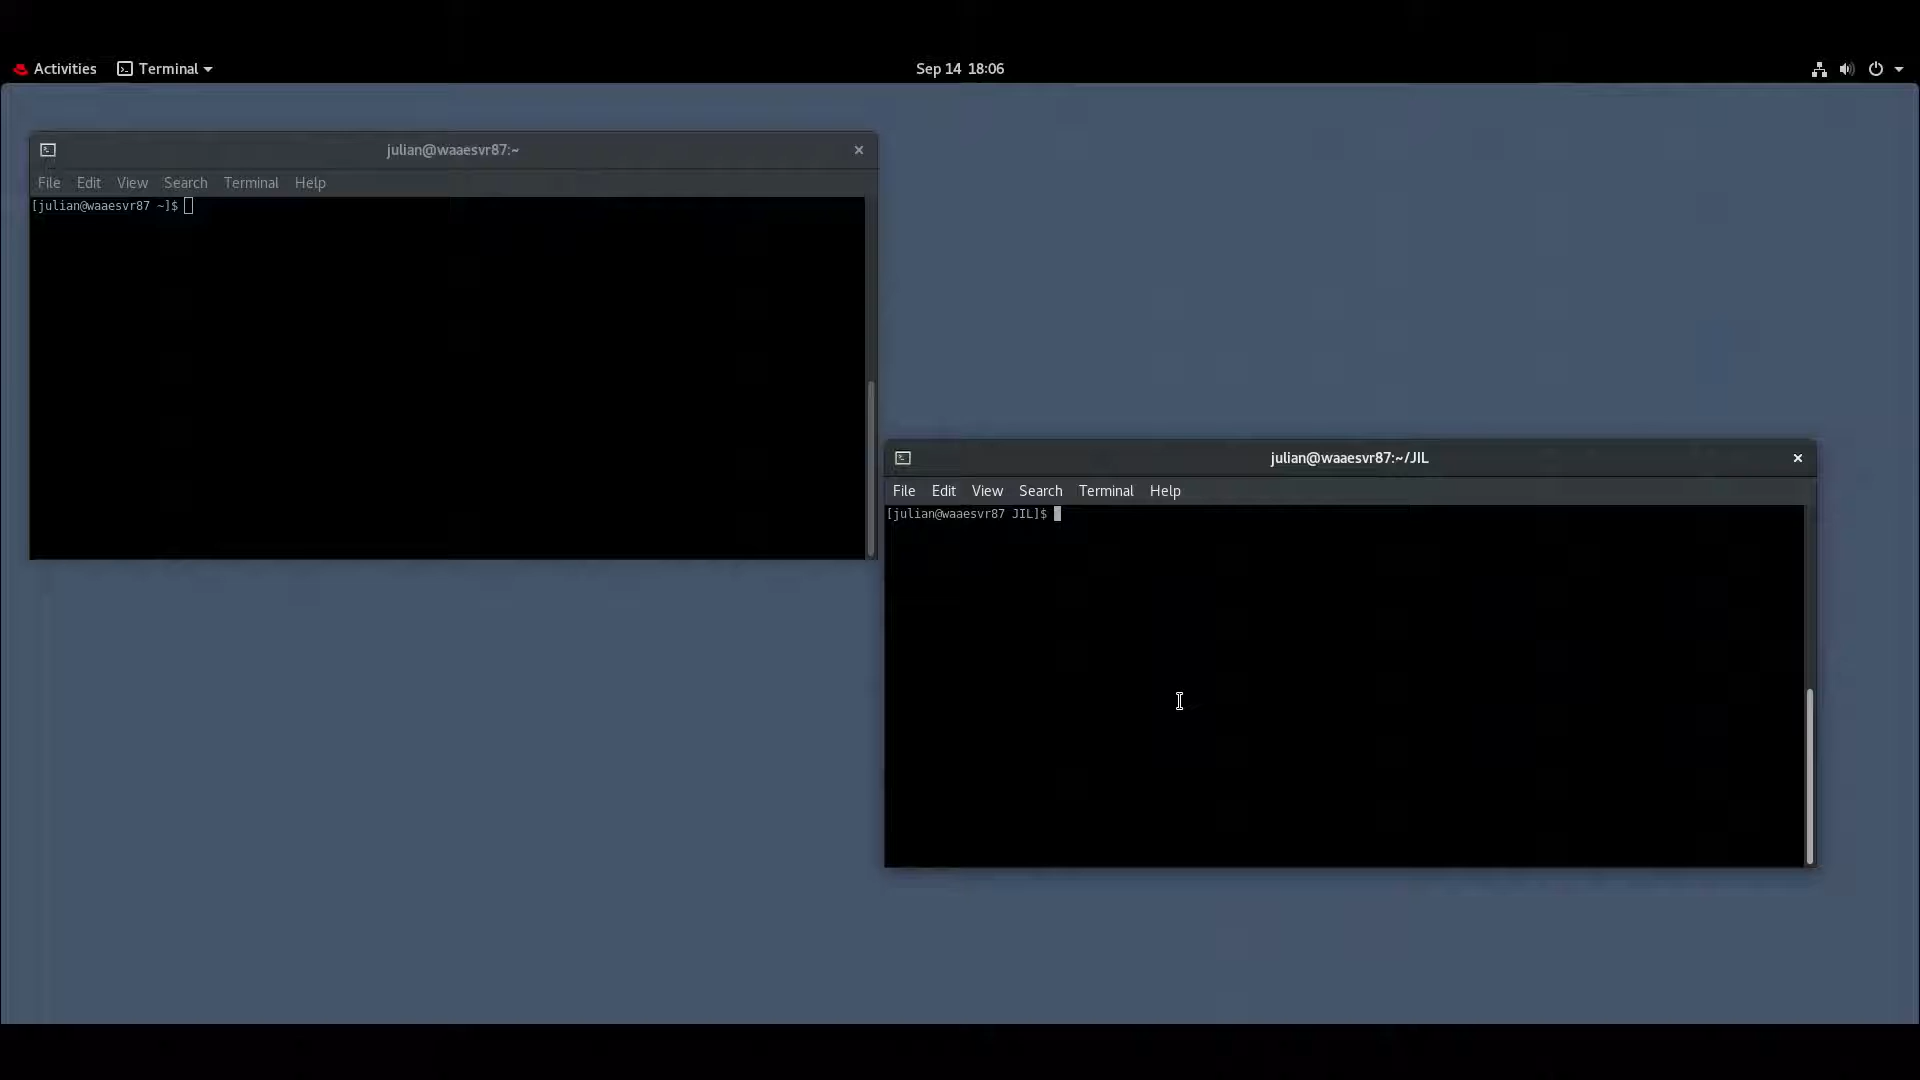 Activities Terminal Sep 14 18:06
julian@waaesvr87:~
File Edit View Search Terminal Help
[julian@waaesvr87 ~]$
julian@waaesvr87:~/JIL
File Edit View Search Terminal Help
[julian@waaesvr87 JIL]$